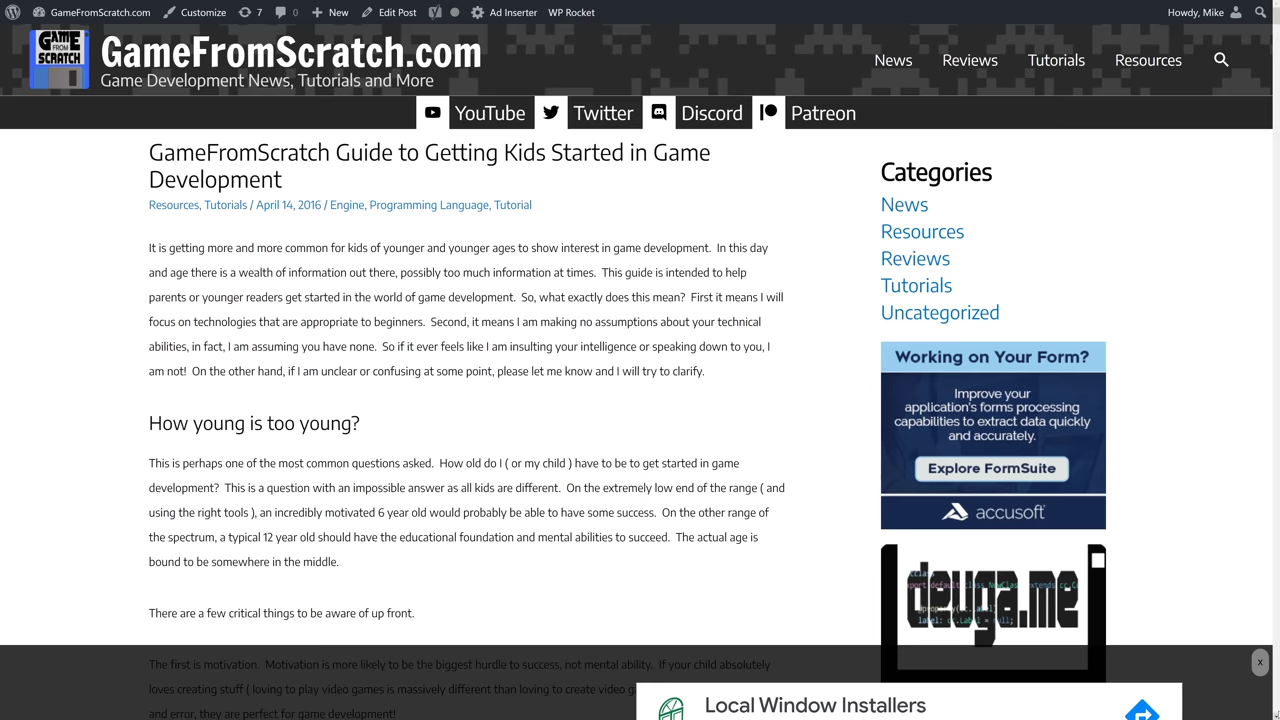 GameFromScratch.com
Customize
7
0
New
Edit Post
Ad Inserter
WP Rocket
Howdy, Mike
GAME
FROM
SCRATCH
GameFromScratch.com
Game Development News, Tutorials and More
News
Reviews
Tutorials
Resources
YouTube
Twitter
Discord
Patreon
GameFromScratch Guide to Getting Kids Started in Game
Development
Resources, Tutorials / April 14, 2016 / Engine, Programming Language, Tutorial
It is getting more and more common for kids of younger and younger ages to show interest in game development.  In this day
and age there is a wealth of information out there, possibly too much information at times.  This guide is intended to help
parents or younger readers get started in the world of game development.  So, what exactly does this mean?  First it means I will
focus on technologies that are appropriate to beginners.  Second, it means I am making no assumptions about your technical
abilities, in fact, I am assuming you have none.  So if it ever feels like I am insulting your intelligence or speaking down to you, I
am not!  On the other hand, if I am unclear or confusing at some point, please let me know and I will try to clarify.
How young is too young?
This is perhaps one of the most common questions asked.  How old do I ( or my child ) have to be to get started in game
development?  This is a question with an impossible answer as all kids are different.  On the extremely low end of the range ( and
using the right tools ), an incredibly motivated 6 year old would probably be able to have some success.  On the other range of
the spectrum, a typical 12 year old should have the educational foundation and mental abilities to succeed.  The actual age is
bound to be somewhere in the middle.
There are a few critical things to be aware of up front.
The first is motivation.  Motivation is more likely to be the biggest hurdle to success, not mental ability.  If your child absolutely
loves creating stuff ( loving to play video games is massively different than loving to create video g
and error, they are perfect for game development!
Categories
News
Resources
Reviews
Tutorials
Uncategorized
Working on Your Form?
Improve your
application's forms processing
capabilities to extract data quickly
and accurately.
Explore FormSuite
accusoft
devga.me
label: cc.Label = null;
x
Local Window Installers